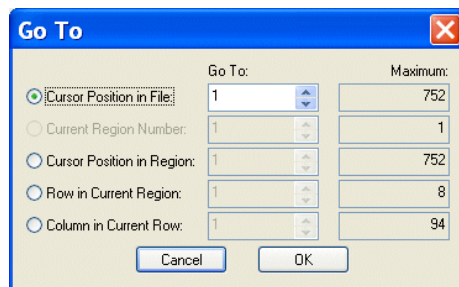 Go To
Go To: Maximum:
Cursor Position in File: 1 752
Current Region Number: 1 1
Cursor Position in Region: 1 752
Row in Current Region: 1 8
Column in Current Row: 1 94
Cancel OK